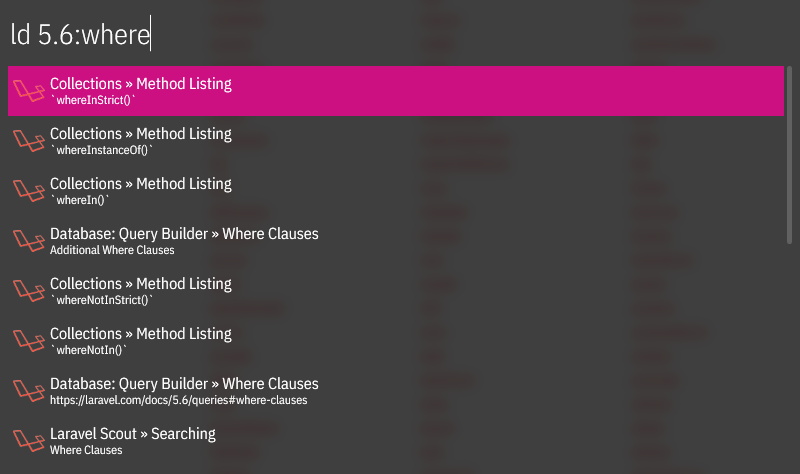 ld 5.6:where
Collections » Method Listing
`whereInStrict()`
Collections » Method Listing
`whereInstanceOf()`
Collections » Method Listing
`whereIn()`
Database: Query Builder » Where Clauses
Additional Where Clauses
Collections » Method Listing
`whereNotInStrict()`
Collections » Method Listing
`whereNotIn()`
Database: Query Builder » Where Clauses
https://laravel.com/docs/5.6/queries#where-clauses
Laravel Scout » Searching
Where Clauses